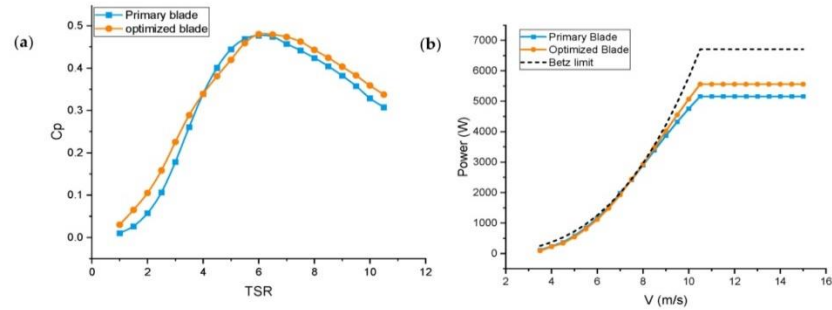 (a)
Primary blade
optimized blade
0.5
0.4
0.3
0.2
0.1
0.0
Cp
0 2 4 6 8 10 12
TSR
(b)
Primary Blade
Optimized Blade
Betz limit
7000
6000
5000
4000
3000
2000
1000
0
Power (W)
2 4 6 8 10 12 14 16
V (m/s)